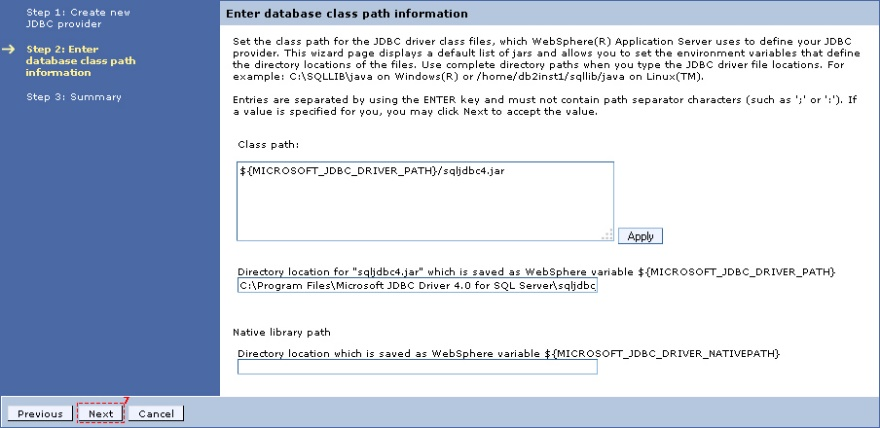 Step 1: Create new
JDBC provider
Step 2: Enter
database class path
information
Step 3: Summary
Enter database class path information
Set the class path for the JDBC driver class files, which WebSphere(R) Application Server uses to define your JDBC
provider. This wizard page displays a default list of jars and allows you to set the environment variables that define
the directory locations of the files. Use complete directory paths when you type the JDBC driver file locations. For
example: C:\SQLLIB\java on Windows(R) or /home/db2inst1/sqllib/java on Linux(TM).
Entries are separated by using the ENTER key and must not contain path separator characters (such as ';' or ':'). If
a value is specified for you, you may click Next to accept the value.
Class path:
${MICROSOFT_JDBC_DRIVER_PATH}/sqljdbc4.jar
Apply
Directory location for "sqljdbc4.jar" which is saved as WebSphere variable ${MICROSOFT_JDBC_DRIVER_PATH}
C:\Program Files\Microsoft JDBC Driver 4.0 for SQL Server\sqljdbc
Native library path
Directory location which is saved as WebSphere variable ${MICROSOFT_JDBC_DRIVER_NATIVEPATH}
7
Previous Next Cancel